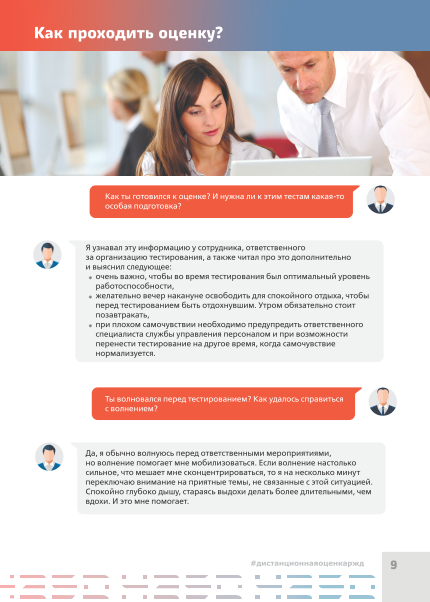 Как проходить оценку?
Как ты готовился к оценке? И нужна ли к этим тестам какая-то
особая подготовка?
Я узнавал эту информацию у сотрудника, ответственного
за организацию тестирования, а также читал про это дополнительно
и выяснил следующее:
• очень важно, чтобы во время тестирования был оптимальный уровень
работоспособности,
• желательно вечер накануне освободить для спокойного отдыха, чтобы
перед тестированием быть отдохнувшим. Утром обязательно стоит
позавтракать,
• при плохом самочувствии необходимо предупредить ответственного
специалиста службы управления персоналом и при возможности
перенести тестирование на другое время, когда самочувствие
нормализуется.
Ты волновался перед тестированием? Как удалось справиться
с волнением?
Да, я обычно волнуюсь перед ответственными мероприятиями,
но волнение помогает мне мобилизоваться. Если волнение настолько
сильное, что мешает мне сконцентрироваться, то я на несколько минут
переключаю внимание на приятные темы, не связанные с этой ситуацией.
Спокойно глубоко дышу, стараясь выдохи делать более длительными, чем
вдохи. И это мне помогает.
#дистанционнаяоценкаржд
9